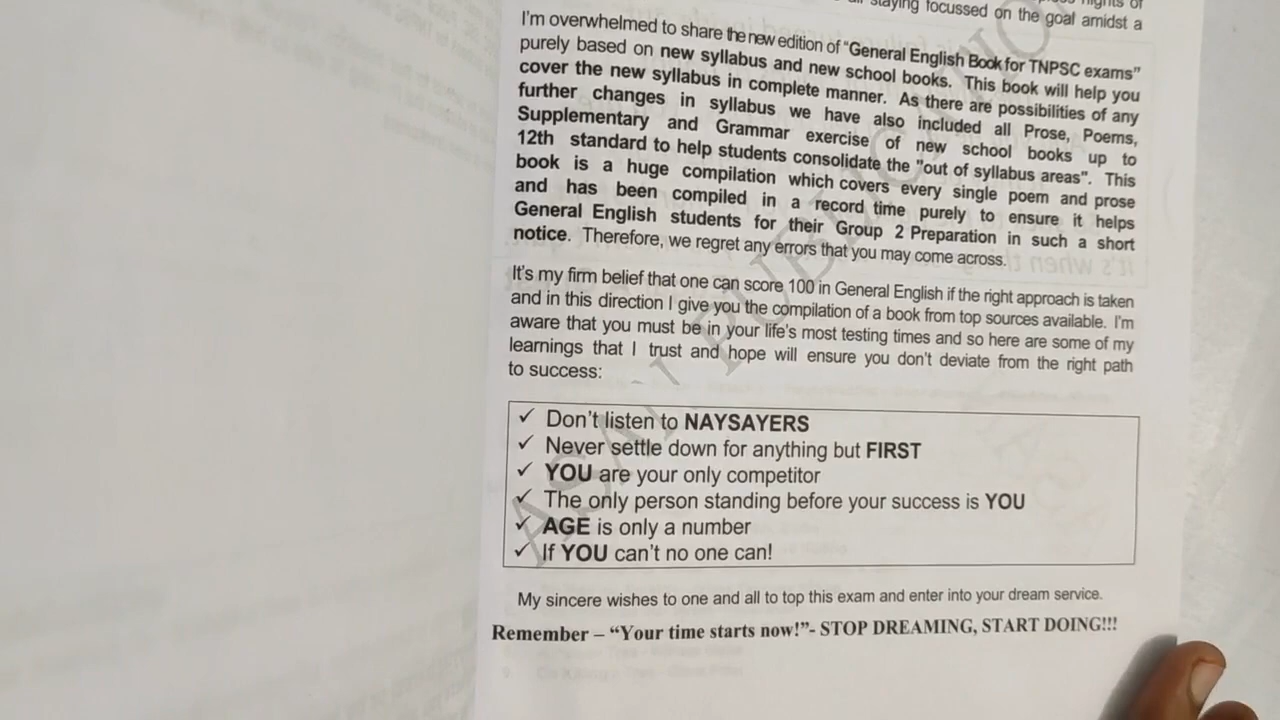 staying focussed on the goal amidst a
I'm overwhelmed to share the new edition of "General English Book for TNPSC exams"
purely based on new syllabus and new school books. This book will help you
cover the new syllabus in complete manner. As there are possibilities of any
further changes in syllabus we have also included all Prose, Poems,
Supplementary and Grammar exercise of new school books up to
12th standard to help students consolidate the "out of syllabus areas". This
book is a huge compilation which covers every single poem and prose
and has been compiled in a record time purely to ensure it helps
General English students for their Group 2 Preparation in such a short
notice. Therefore, we regret any errors that you may come across.
It's my firm belief that one can score 100 in General English if the right approach is taken
and in this direction I give you the compilation of a book from top sources available. I'm
aware that you must be in your life's most testing times and so here are some of my
learnings that I trust and hope will ensure you don't deviate from the right path
to success:
✓ Don't listen to NAYSAYERS
✓ Never settle down for anything but FIRST
✓ YOU are your only competitor
✓ The only person standing before your success is YOU
✓ AGE is only a number
✓ If YOU can't no one can!
My sincere wishes to one and all to top this exam and enter into your dream service.
Remember – "Your time starts now!"- STOP DREAMING, START DOING!!!